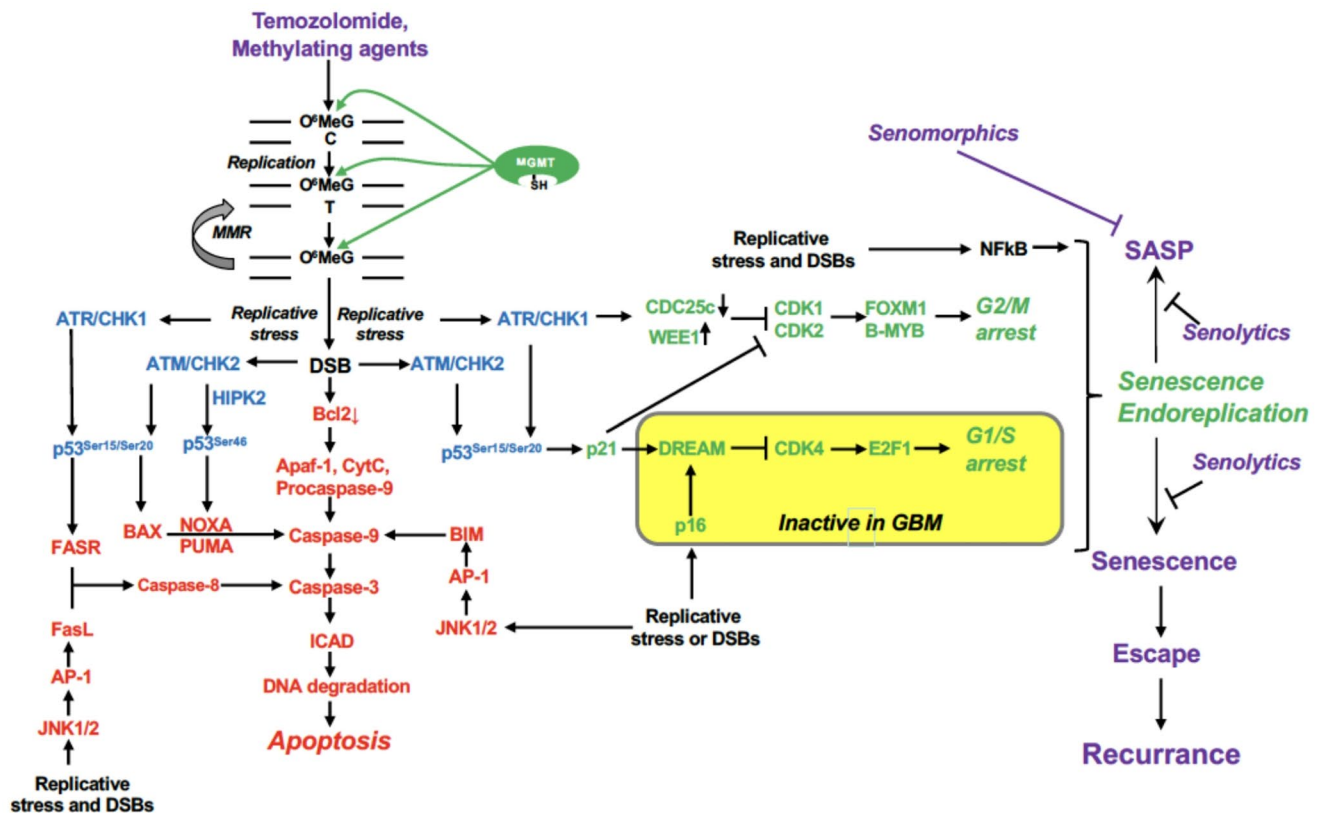 Temozolomide,
Methylating agents
O⁶MeG
C
Replication
O⁶MeG
T
MMR
O⁶MeG
MGMT
SH
Senomorphics
Replicative
stress and DSBs
NFkB
SASP
Senolytics
ATR/CHK1
Replicative
stress
Replicative
stress
ATR/CHK1
CDC25c
WEE1
CDK1
CDK2
FOXM1
B-MYB
G2/M
arrest
ATM/CHK2
DSB
ATM/CHK2
HIPK2
Senescence
Endoreplication
Bcl2↓
p53Ser15/Ser20
p53Ser46
p53Ser15/Ser20
p21
DREAM
CDK4
E2F1
G1/S
arrest
Senolytics
Apaf-1, CytC,
Procaspase-9
p16
Inactive in GBM
FASR
BAX
NOXA
PUMA
Caspase-9
BIM
Senescence
Caspase-8
Caspase-3
AP-1
FasL
ICAD
JNK1/2
Replicative
stress or DSBs
Escape
AP-1
DNA degradation
JNK1/2
Apoptosis
Recurrance
Replicative
stress and DSBs